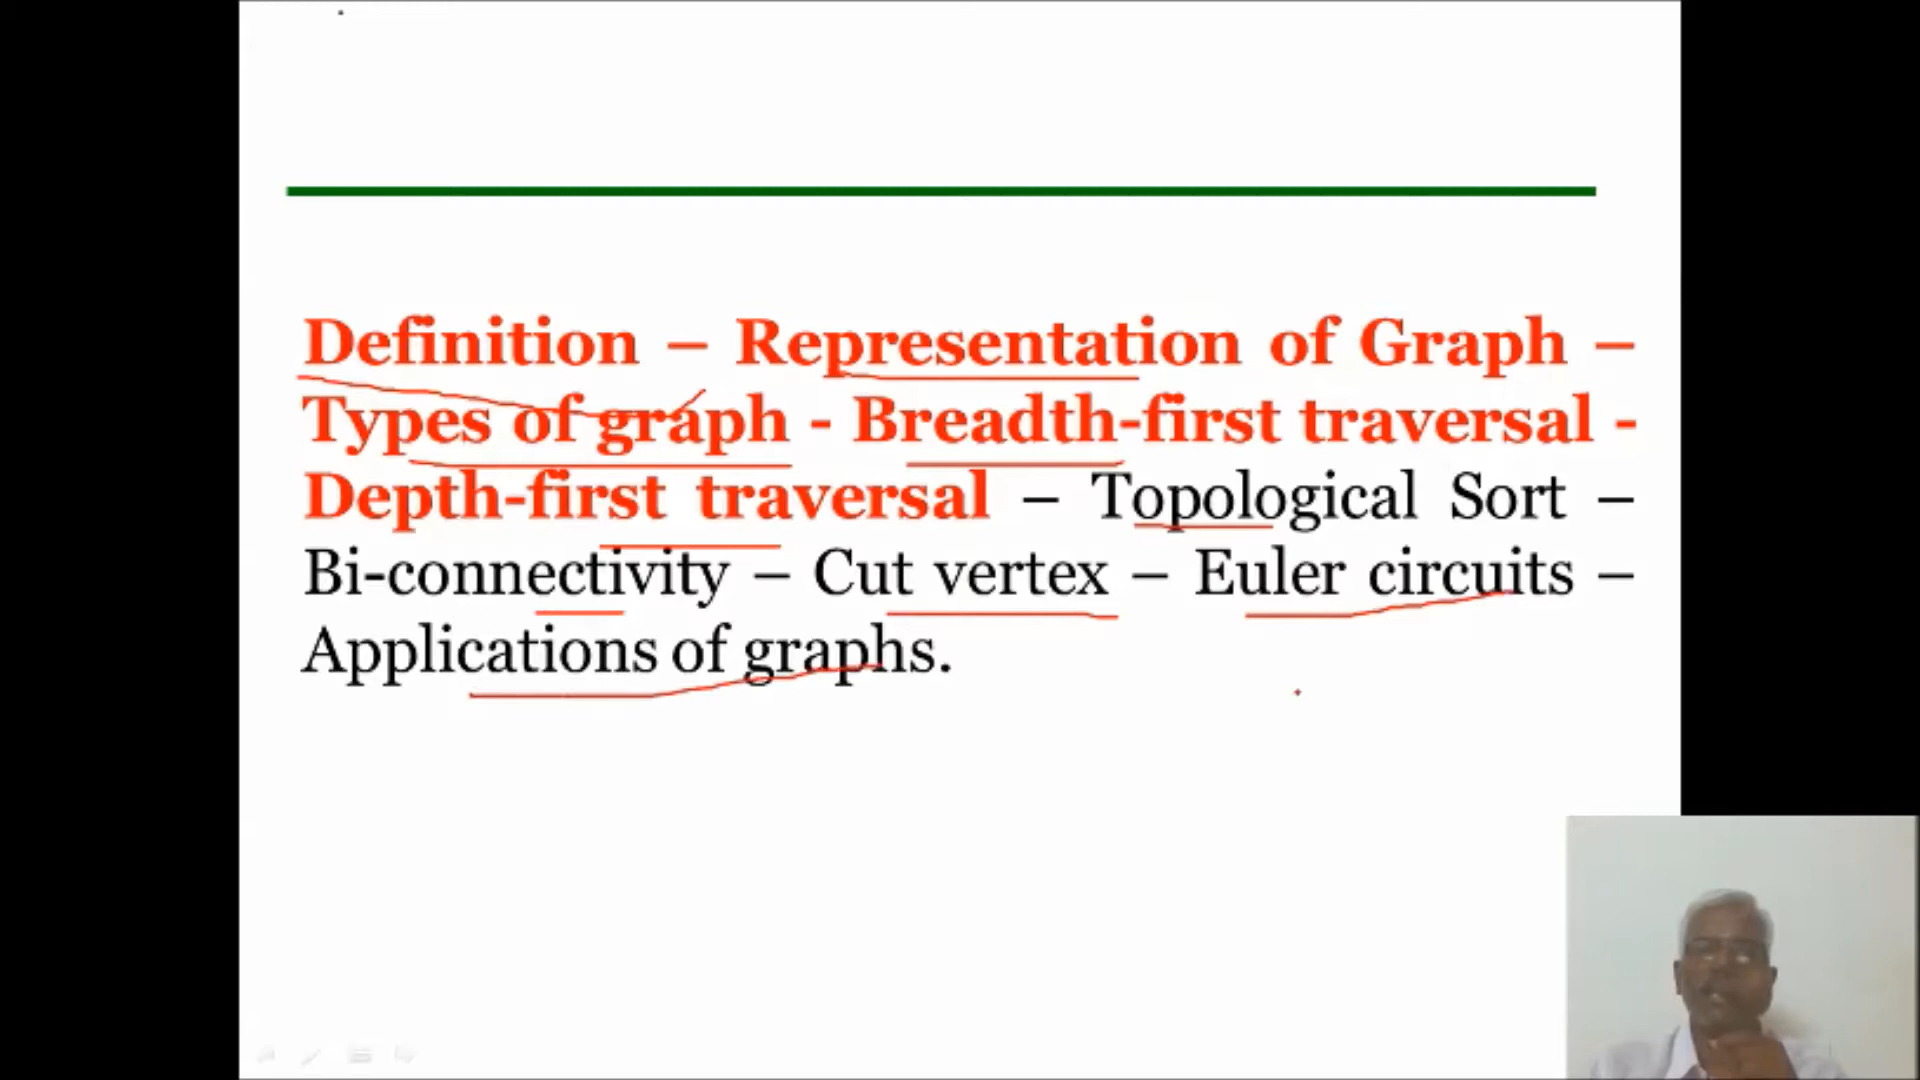 Definition – Representation of Graph –
Types of graph - Breadth-first traversal -
Depth-first traversal – Topological Sort –
Bi-connectivity – Cut vertex – Euler circuits –
Applications of graphs.